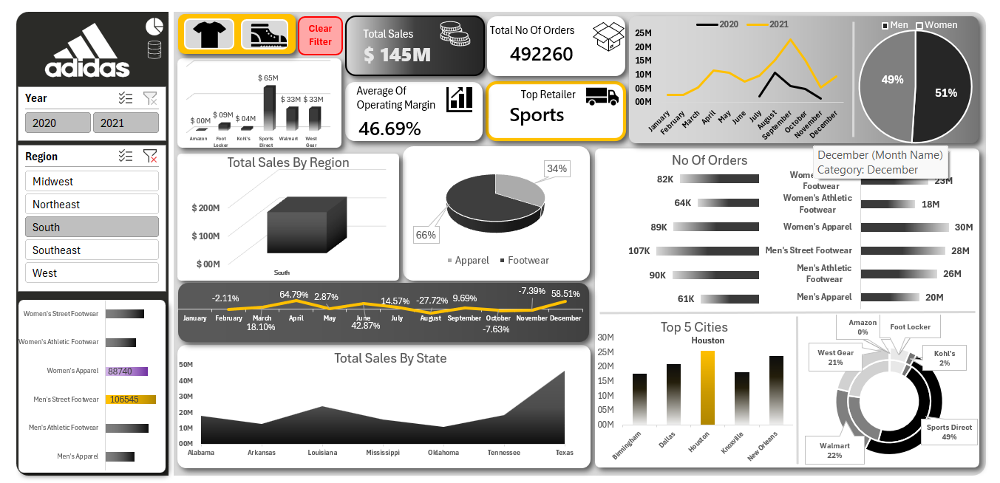 adidas
Year
2020
2021
Region
Midwest
Northeast
South
Southeast
West
Women's Street Footwear
Women's Athletic Footwear
Women's Apparel
88740
Men's Street Footwear
106545
Men's Athletic Footwear
Men's Apparel
Clear
Filter
$ 00M
$ 09M
$ 04M
$ 65M
$ 33M
$ 33M
Amazon
Foot
Locker
Kohl's
Sports
Direct
Walmart
West
Gear
Total Sales
$ 145M
Total No Of Orders
492260
Average Of
Operating Margin
46.69%
Top Retailer
Sports
2020
2021
25M
20M
15M
10M
05M
00M
January
February
March
April
May
June
July
August
September
October
November
December
Men
Women
49%
51%
December (Month Name)
Category: December
Total Sales By Region
$ 200M
$ 100M
$ 00M
South
34%
66%
Apparel
Footwear
-2.11%
64.79%
2.87%
14.57%
-27.72%
9.69%
-7.39%
58.51%
January
February
March
April
May
June
July
August
September
October
November
December
18.10%
42.87%
-7.63%
Total Sales By State
50M
40M
30M
20M
10M
00M
Alabama
Arkansas
Louisiana
Mississippi
Oklahoma
Tennessee
Texas
No Of Orders
82K
Footwear
23M
64K
Women's Athletic
Footwear
18M
89K
Women's Apparel
30M
107K
Men's Street Footwear
28M
90K
Men's Athletic
Footwear
26M
61K
Men's Apparel
20M
Top 5 Cities
Houston
30M
25M
20M
15M
10M
05M
00M
Birmingham
Dallas
Houston
Knoxville
New Orleans
Amazon
0%
Foot Locker
West Gear
21%
Kohl's
2%
Sports Direct
49%
Walmart
22%